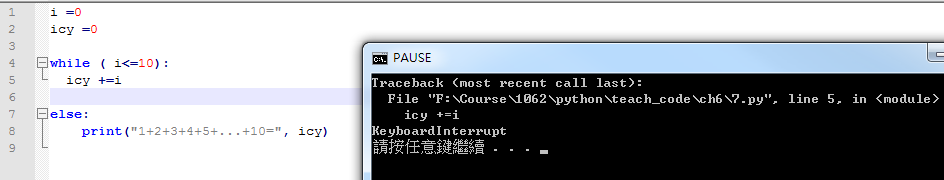 1 i =0
2 icy =0
3
4 while ( i<=10):
5 icy +=i
6
7 else:
8 print("1+2+3+4+5+...+10=", icy)
9
C:\. PAUSE
Traceback (most recent call last):
File "F:\Course\1062\python\teach_code\ch6\7.py", line 5, in <module>
icy +=i
KeyboardInterrupt
請按任意鍵繼續 . . .